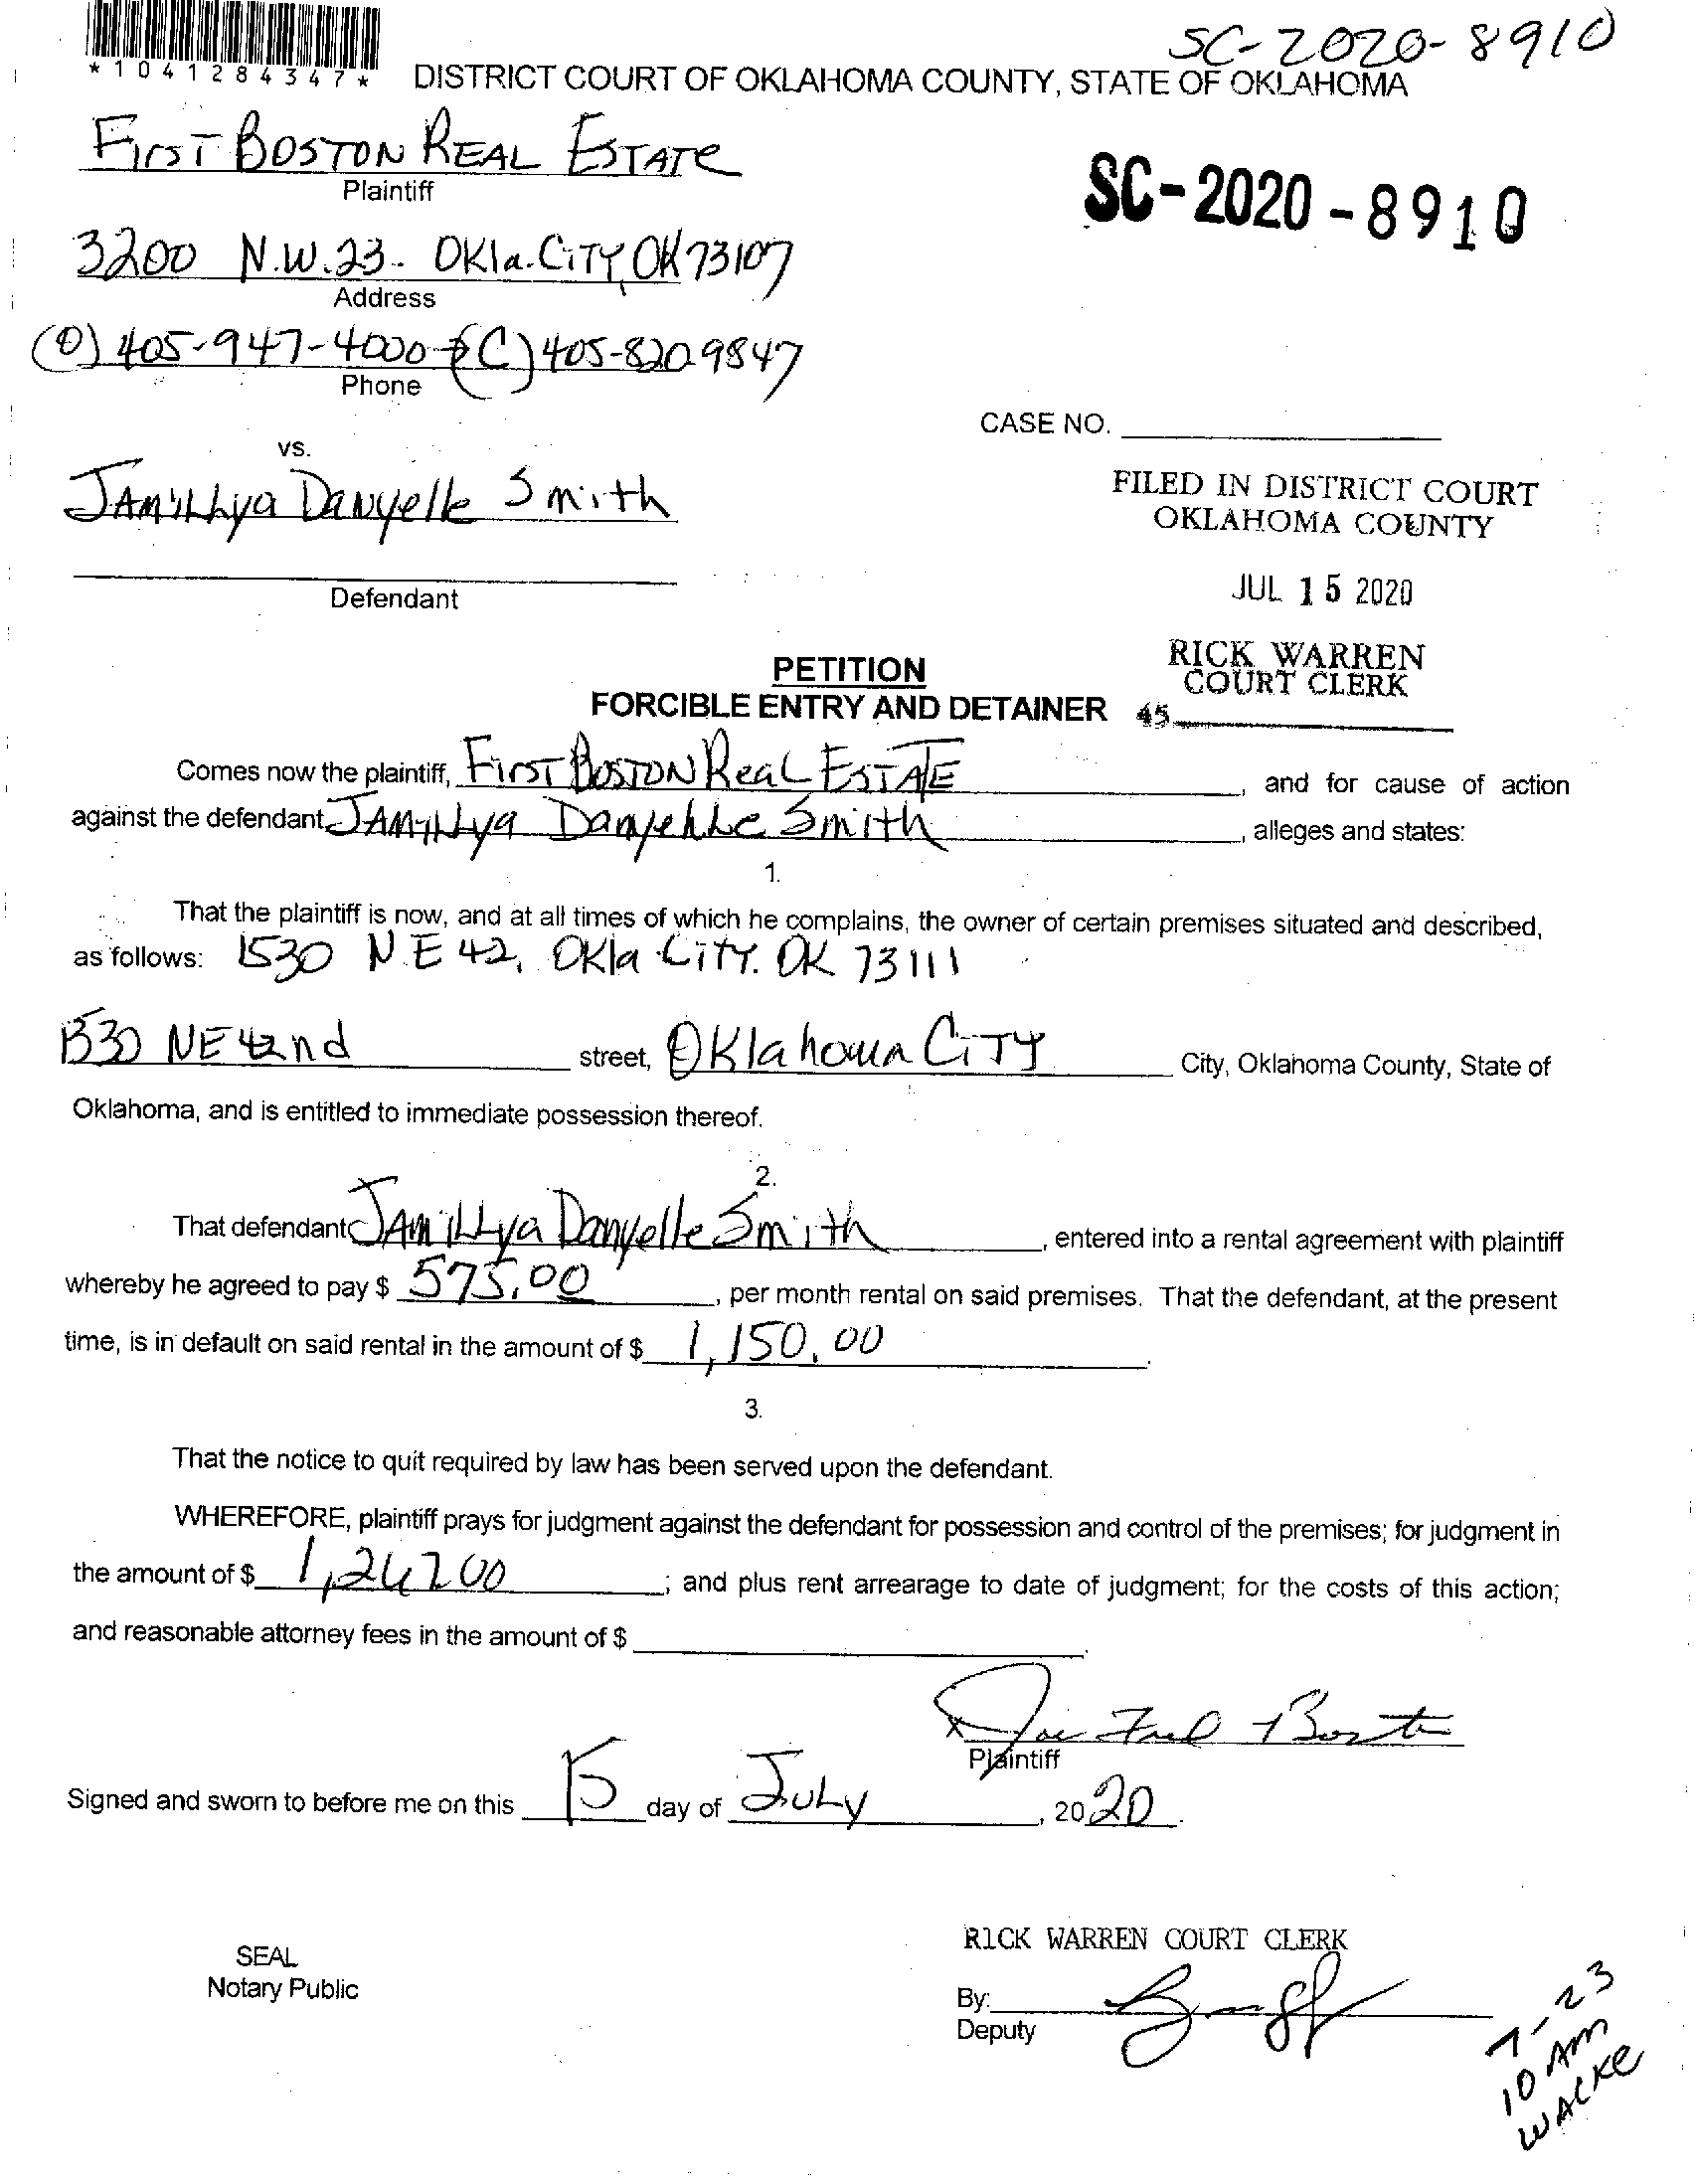 SC-2020-8910
*1041284347*
DISTRICT COURT OF OKLAHOMA COUNTY, STATE OF OKLAHOMA
FIrsT BOSTON REAL ESTATe
Plaintiff
SC-2020-8910
3200 N.W.23. OKla.CiTY, OK 73107
Address
(O) 405-947-4000 (C) 405-820 9847
Phone
CASE NO.
vs.
JAmiLLya Danyelle Smith
FILED IN DISTRICT COURT
OKLAHOMA COUNTY
Defendant
JUL 15 2020
RICK WARREN
COURT CLERK
PETITION
FORCIBLE ENTRY AND DETAINER
45
Comes now the plaintiff, FirsT BOSTON ReaL ESTATE, and for cause of action
against the defendant JAmiLLya DanyeLLe Smith, alleges and states:
1.
That the plaintiff is now, and at all times of which he complains, the owner of certain premises situated and described,
as follows: 1530 N.E 42, OKla CiTY. OK 73111
1530 NE 42nd street, OKlahoma CiTY City, Oklahoma County, State of
Oklahoma, and is entitled to immediate possession thereof.
2.
That defendant JAmiLLya Danyelle Smith, entered into a rental agreement with plaintiff
whereby he agreed to pay $ 575.00, per month rental on said premises. That the defendant, at the present
time, is in default on said rental in the amount of $ 1,150.00.
3.
That the notice to quit required by law has been served upon the defendant.
WHEREFORE, plaintiff prays for judgment against the defendant for possession and control of the premises; for judgment in
the amount of $ ; and plus rent arrearage to date of judgment; for the costs of this action;
and reasonable attorney fees in the amount of $ .
x Joe
Plaintiff
Signed and sworn to before me on this 15 day of JuLy, 2020.
RICK WARREN COURT CLERK
SEAL
Notary Public
By:
Deputy
7-23
10 Am
WACKE